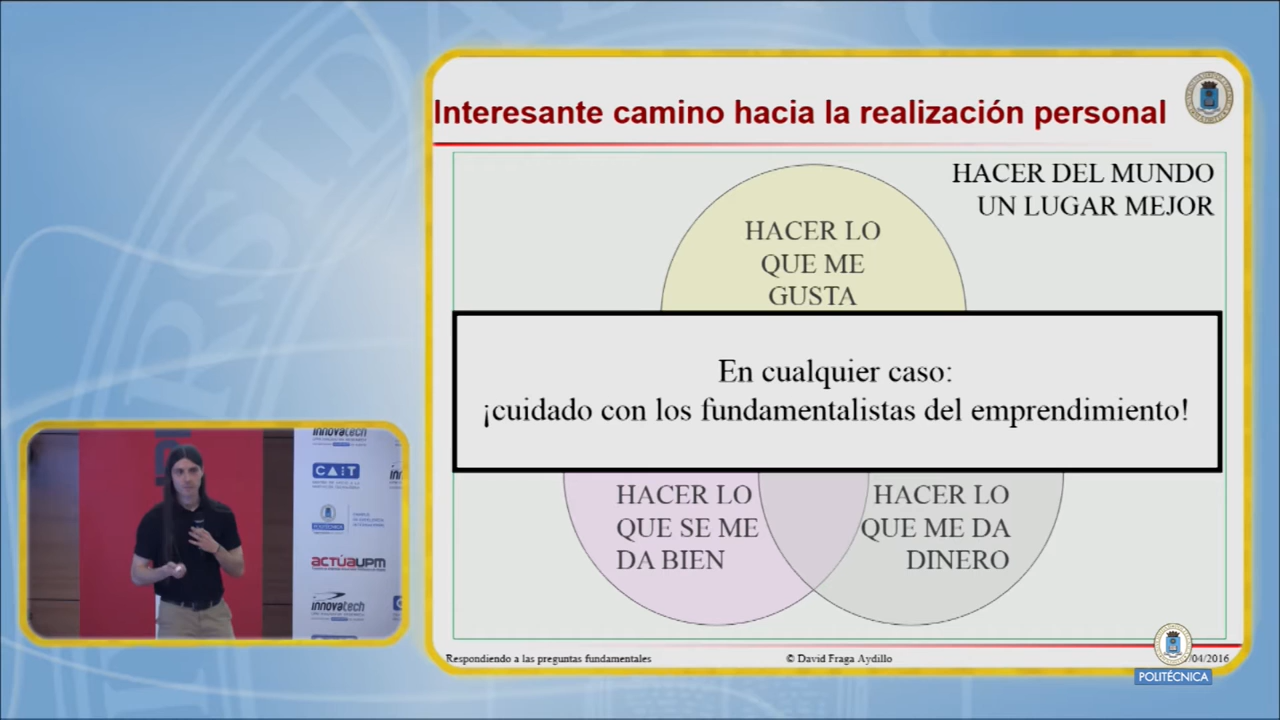 Interesante camino hacia la realización personal
HACER DEL MUNDO
UN LUGAR MEJOR
HACER LO
QUE ME
GUSTA
En cualquier caso:
¡cuidado con los fundamentalistas del emprendimiento!
HACER LO
QUE SE ME
DA BIEN
HACER LO
QUE ME DA
DINERO
Respondiendo a las preguntas fundamentales
© David Fraga Aydillo
/04/2016
POLITÉCNICA
innovatech
CAIT
POLITÉCNICA
ACTÚAUPM
innovatech